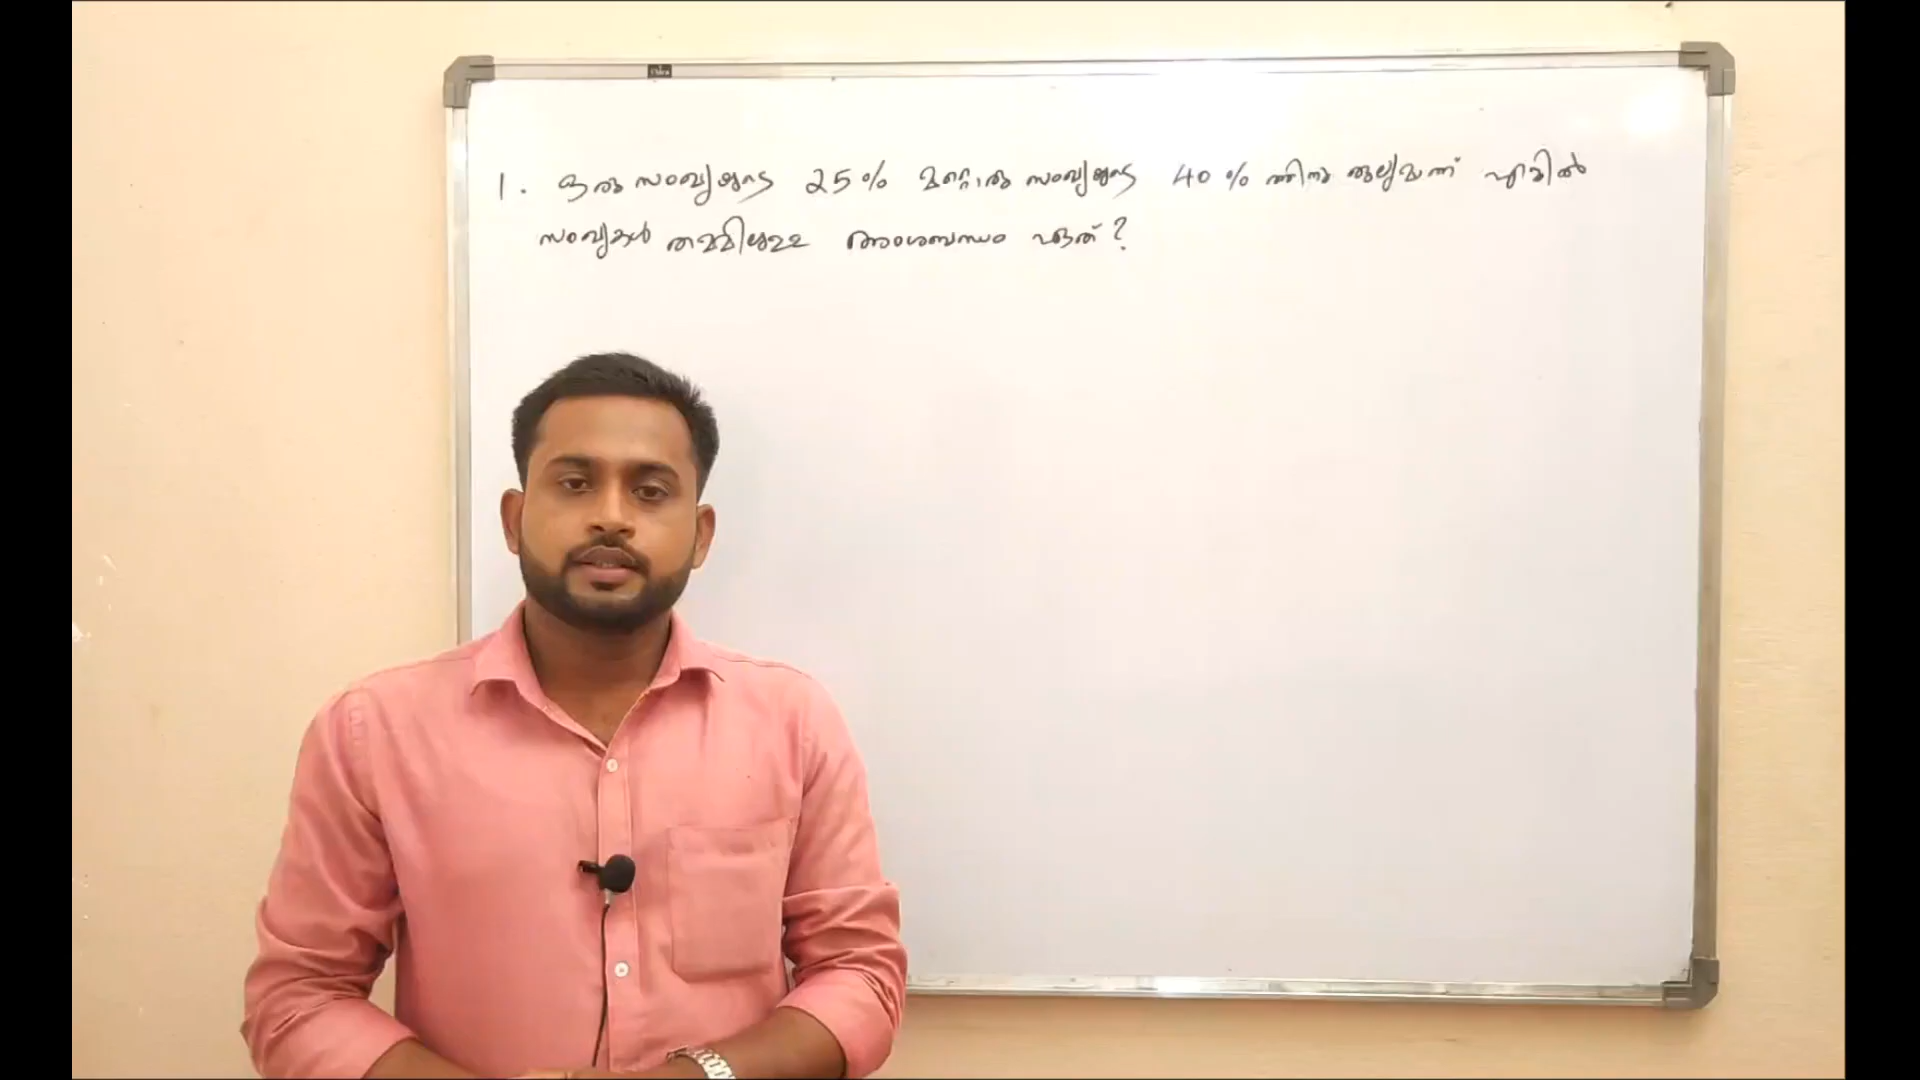 1. ഒരു സംഖ്യയുടെ 25% മറ്റൊരു സംഖ്യയുടെ 40% ത്തിനു തുല്യമാണ് എങ്കിൽ
സംഖ്യകൾ തമ്മിലുള്ള അംശബന്ധം ഏത്?